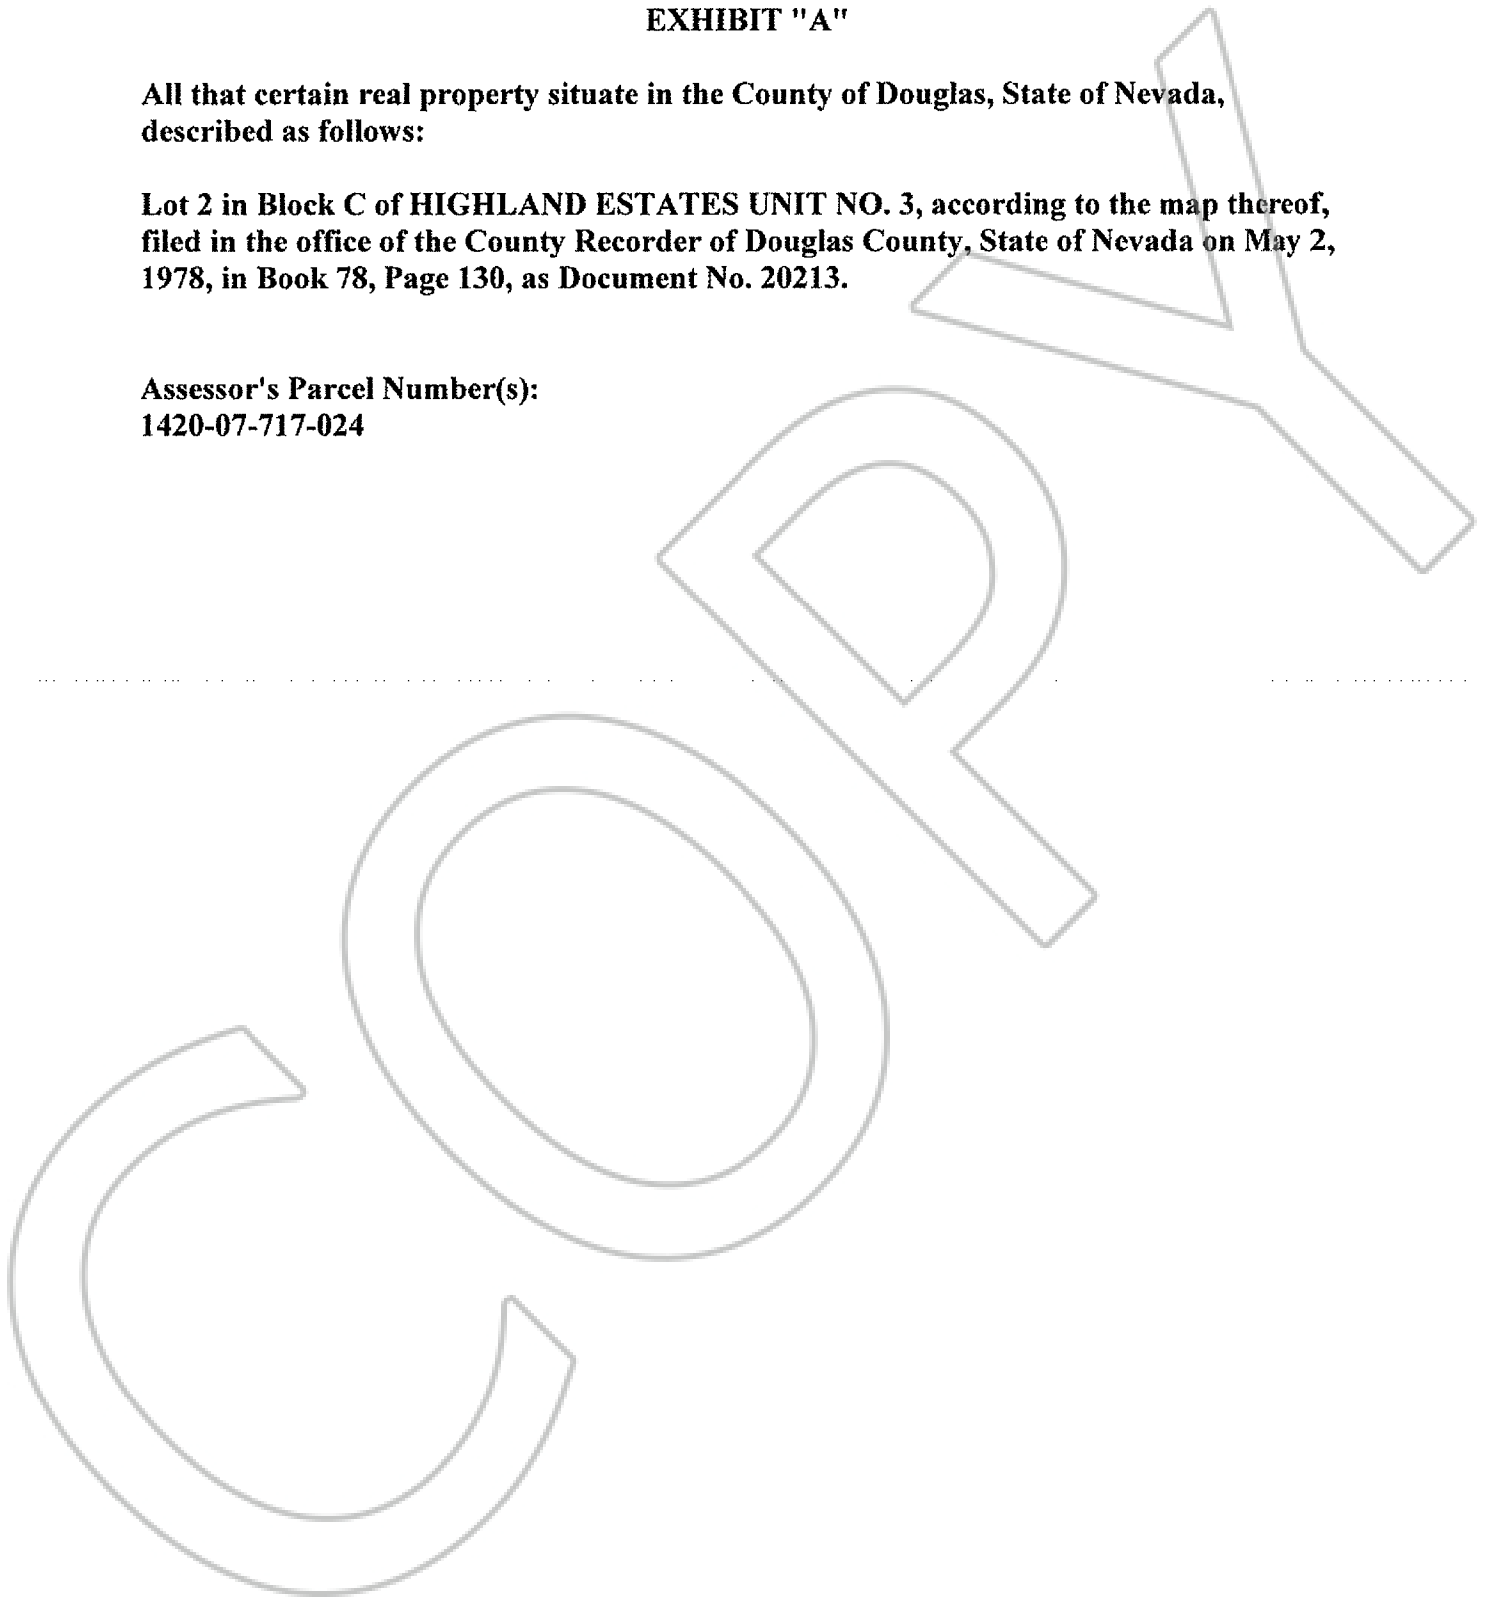 EXHIBIT "A"
All that certain real property situate in the County of Douglas, State of Nevada,
described as follows:
Lot 2 in Block C of HIGHLAND ESTATES UNIT NO. 3, according to the map thereof,
filed in the office of the County Recorder of Douglas County, State of Nevada on May 2,
1978, in Book 78, Page 130, as Document No. 20213.
Assessor's Parcel Number(s):
1420-07-717-024
COPY